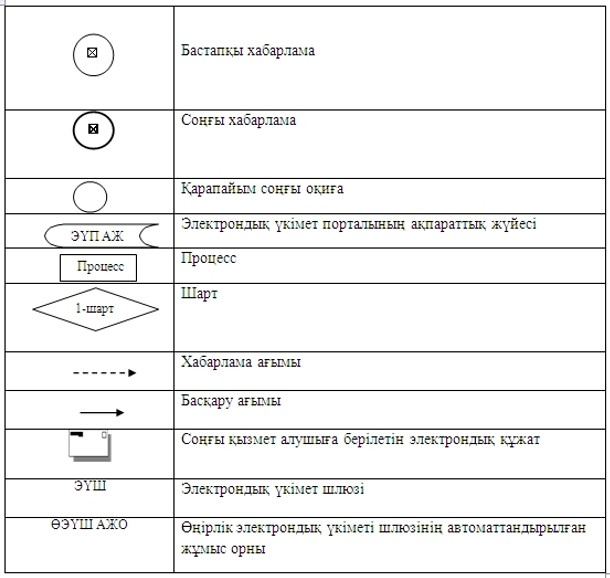 Бастапқы хабарлама
Соңғы хабарлама
Қарапайым соңғы оқиға
ЭҮП АЖ
Электрондық үкімет порталының ақпараттық жүйесі
Процесс
Процесс
1-шарт
Шарт
Хабарлама ағымы
Басқару ағымы
Соңғы қызмет алушыға берілетін электрондық құжат
ЭҮШ
Электрондық үкімет шлюзі
ӨЭҮШ АЖО
Өңірлік электрондық үкіметі шлюзінің автоматтандырылған
жұмыс орны